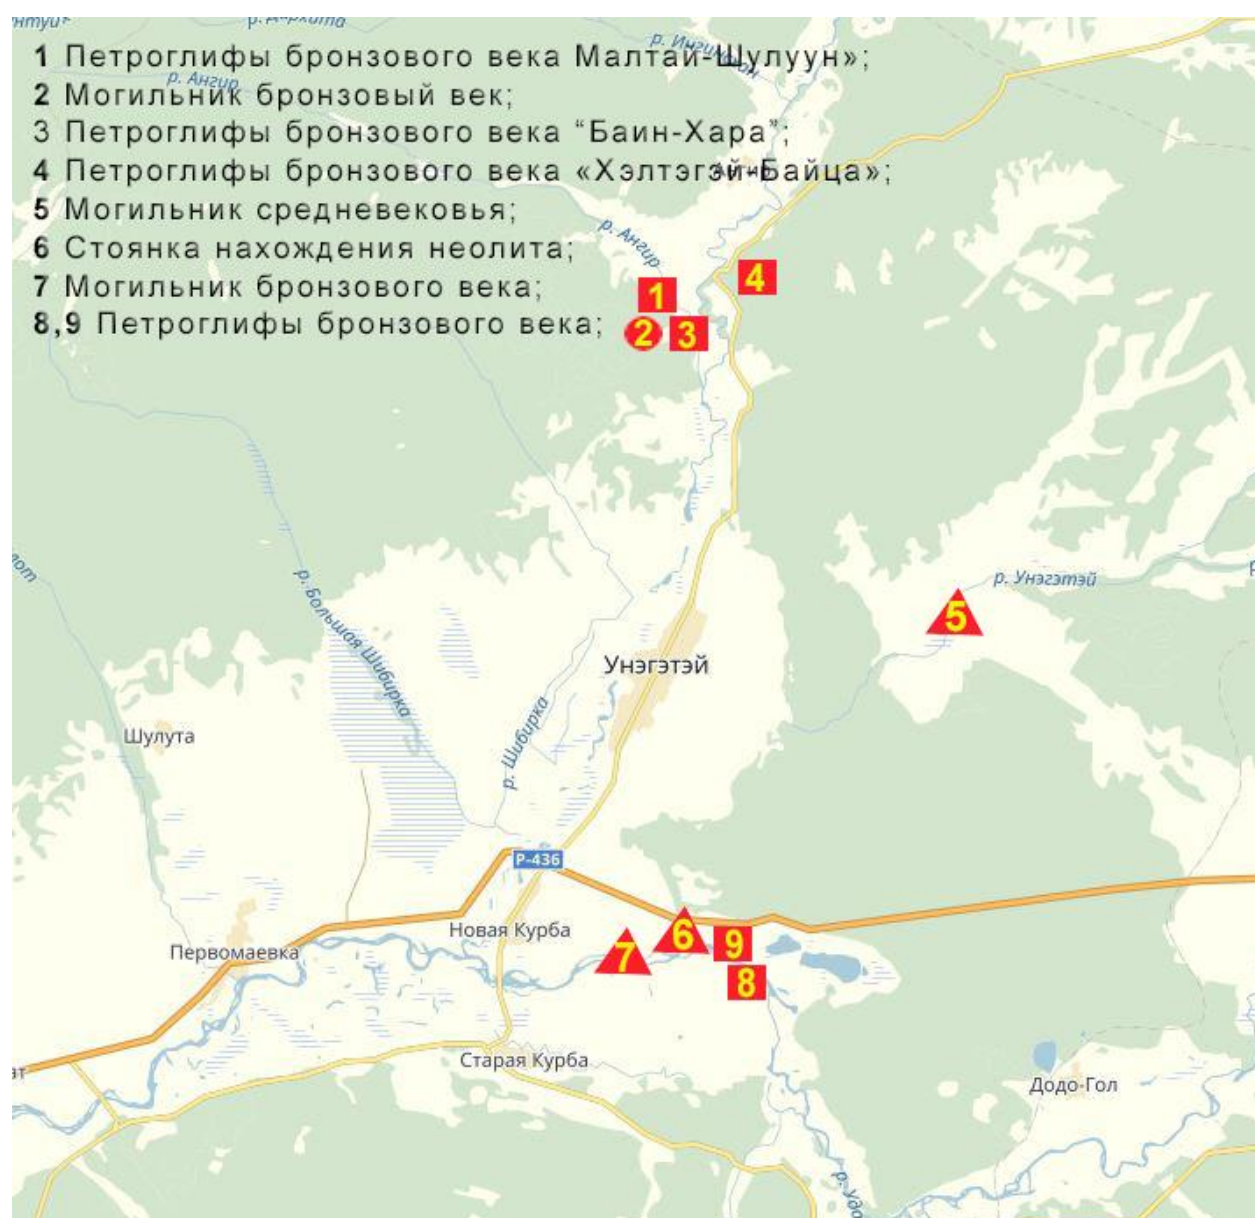 р. Дархита
1 Петроглифы бронзового века Малтай-Шулуун»;
р. Ингинской
р. Ангир
2 Могильник бронзовый век;
3 Петроглифы бронзового века “Баин-Хара”;
4 Петроглифы бронзового века «Хэлтэгэй-Байца»;
5 Могильник средневековья;
р. Ангир
6 Стоянка нахождения неолита;
7 Могильник бронзового века;
8,9 Петроглифы бронзового века;
1
4
2
3
р. Унэгэтэй
5
р. Большая Шибирка
Унэгэтэй
Шулута
р. Шибирка
Р-436
Новая Курба
6
9
7
8
Первомаевка
Старая Курба
Додо-Гол